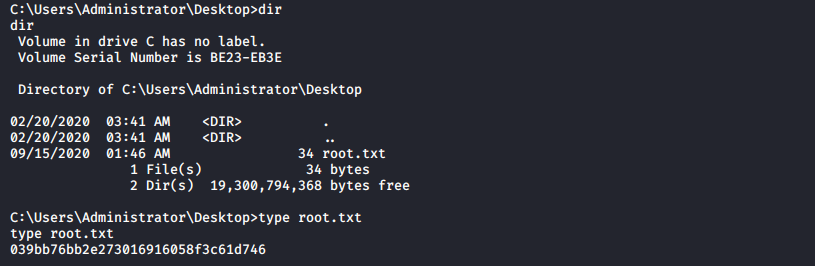 C:\Users\Administrator\Desktop>dir
dir
 Volume in drive C has no label.
 Volume Serial Number is BE23-EB3E

 Directory of C:\Users\Administrator\Desktop

02/20/2020  03:41 AM    <DIR>          .
02/20/2020  03:41 AM    <DIR>          ..
09/15/2020  01:46 AM                34 root.txt
               1 File(s)             34 bytes
               2 Dir(s)  19,300,794,368 bytes free

C:\Users\Administrator\Desktop>type root.txt
type root.txt
039bb76bb2e273016916058f3c61d746